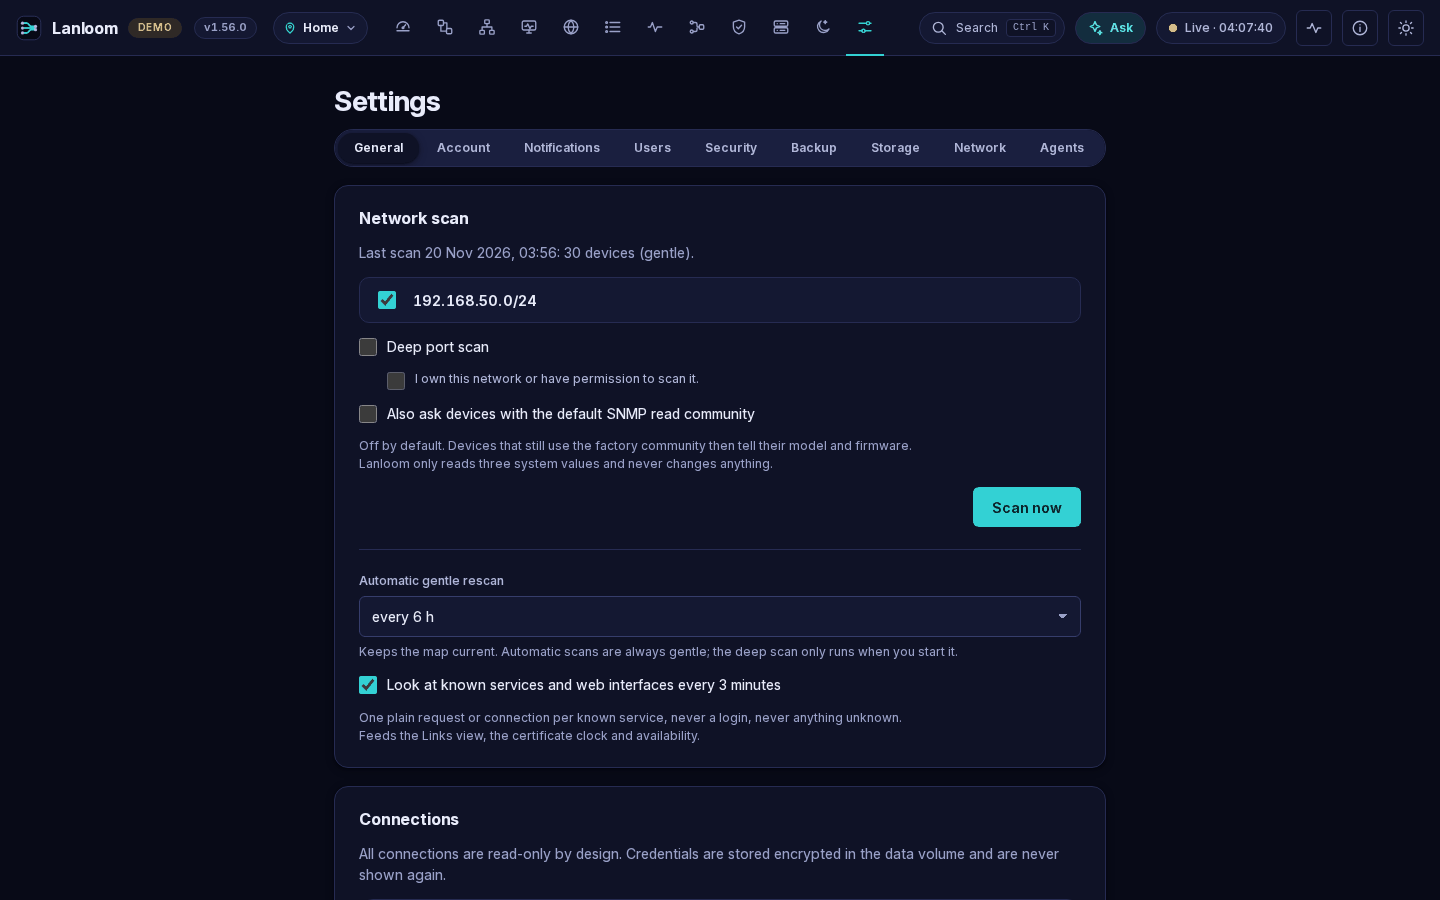 Lanloom DEMO v1.56.0 Home Search Ctrl K Ask Live · 04:07:40
Settings
General Account Notifications Users Security Backup Storage Network Agents
Network scan
Last scan 20 Nov 2026, 03:56: 30 devices (gentle).
192.168.50.0/24
Deep port scan
I own this network or have permission to scan it.
Also ask devices with the default SNMP read community
Off by default. Devices that still use the factory community then tell their model and firmware.
Lanloom only reads three system values and never changes anything.
Scan now
Automatic gentle rescan
every 6 h
Keeps the map current. Automatic scans are always gentle; the deep scan only runs when you start it.
Look at known services and web interfaces every 3 minutes
One plain request or connection per known service, never a login, never anything unknown.
Feeds the Links view, the certificate clock and availability.
Connections
All connections are read-only by design. Credentials are stored encrypted in the data volume and are never
shown again.